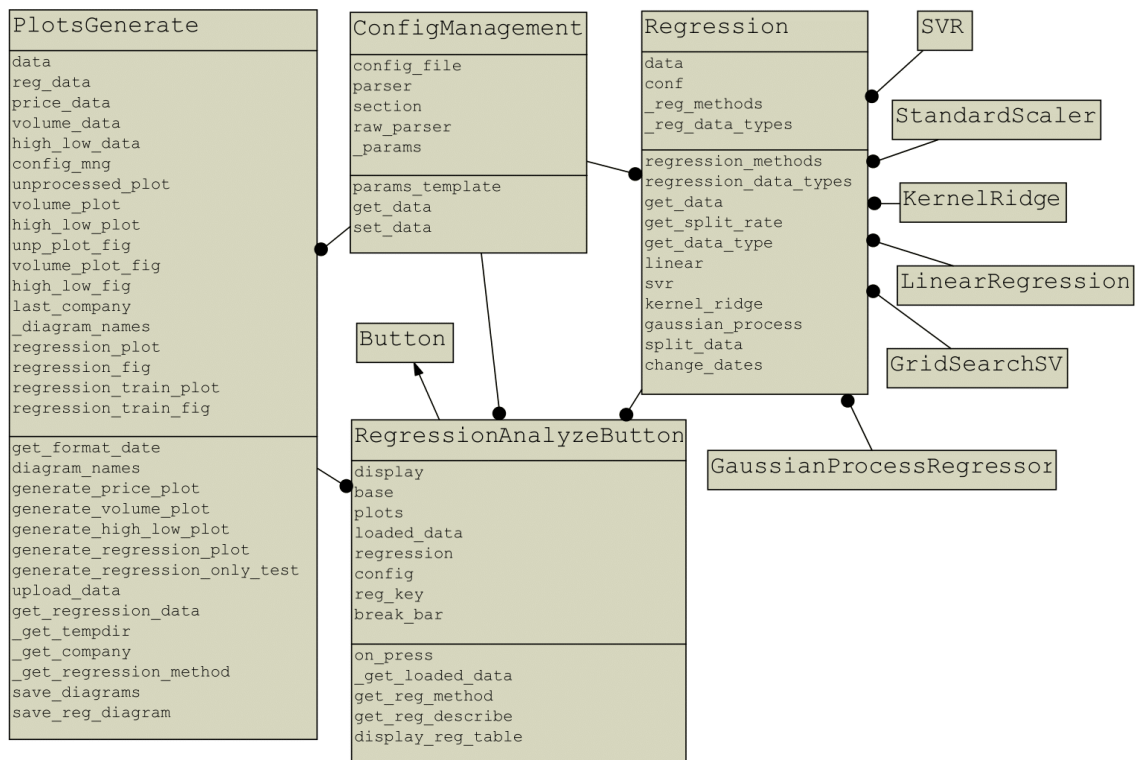 PlotsGenerate
data
reg_data
price_data
volume_data
high_low_data
config_mng
unprocessed_plot
volume_plot
high_low_plot
unp_plot_fig
volume_plot_fig
high_low_fig
last_company
_diagram_names
regression_plot
regression_fig
regression_train_plot
regression_train_fig
get_format_date
diagram_names
generate_price_plot
generate_volume_plot
generate_high_low_plot
generate_regression_plot
generate_regression_only_test
upload_data
get_regression_data
_get_tempdir
_get_company
_get_regression_method
save_diagrams
save_reg_diagram
ConfigManagement
config_file
parser
section
raw_parser
_params
params_template
get_data
set_data
Button
RegressionAnalyzeButton
display
base
plots
loaded_data
regression
config
reg_key
break_bar
on_press
_get_loaded_data
get_reg_method
get_reg_describe
display_reg_table
Regression
data
conf
_reg_methods
_reg_data_types
regression_methods
regression_data_types
get_data
get_split_rate
get_data_type
linear
svr
kernel_ridge
gaussian_process
split_data
change_dates
SVR
StandardScaler
KernelRidge
LinearRegression
GridSearchSV
GaussianProcessRegressor